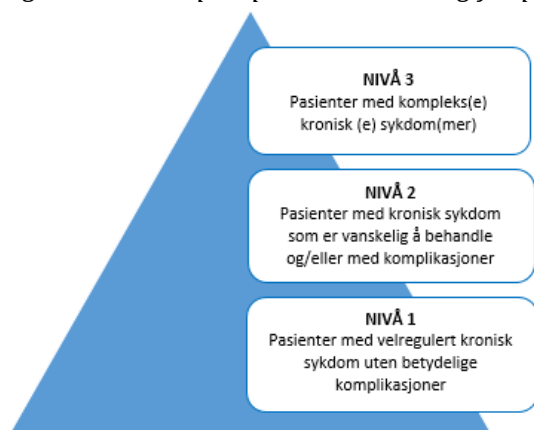 NIVÅ 3
Pasienter med kompleks(e)
kronisk (e) sykdom(mer)
NIVÅ 2
Pasienter med kronisk sykdom
som er vanskelig å behandle
og/eller med komplikasjoner
NIVÅ 1
Pasienter med velregulert kronisk
sykdom uten betydelige
komplikasjoner